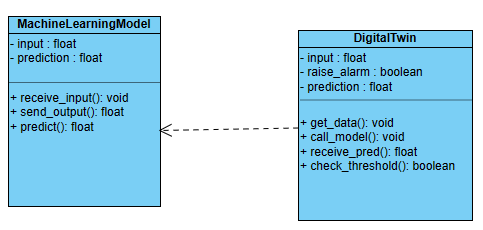 MachineLearningModel
- input : float
- prediction : float
+ receive_input(): void
+ send_output(): float
+ predict(): float
DigitalTwin
- input : float
- raise_alarm : boolean
- prediction : float
+ get_data(): void
+ call_model(): void
+ receive_pred(): float
+ check_threshold(): boolean